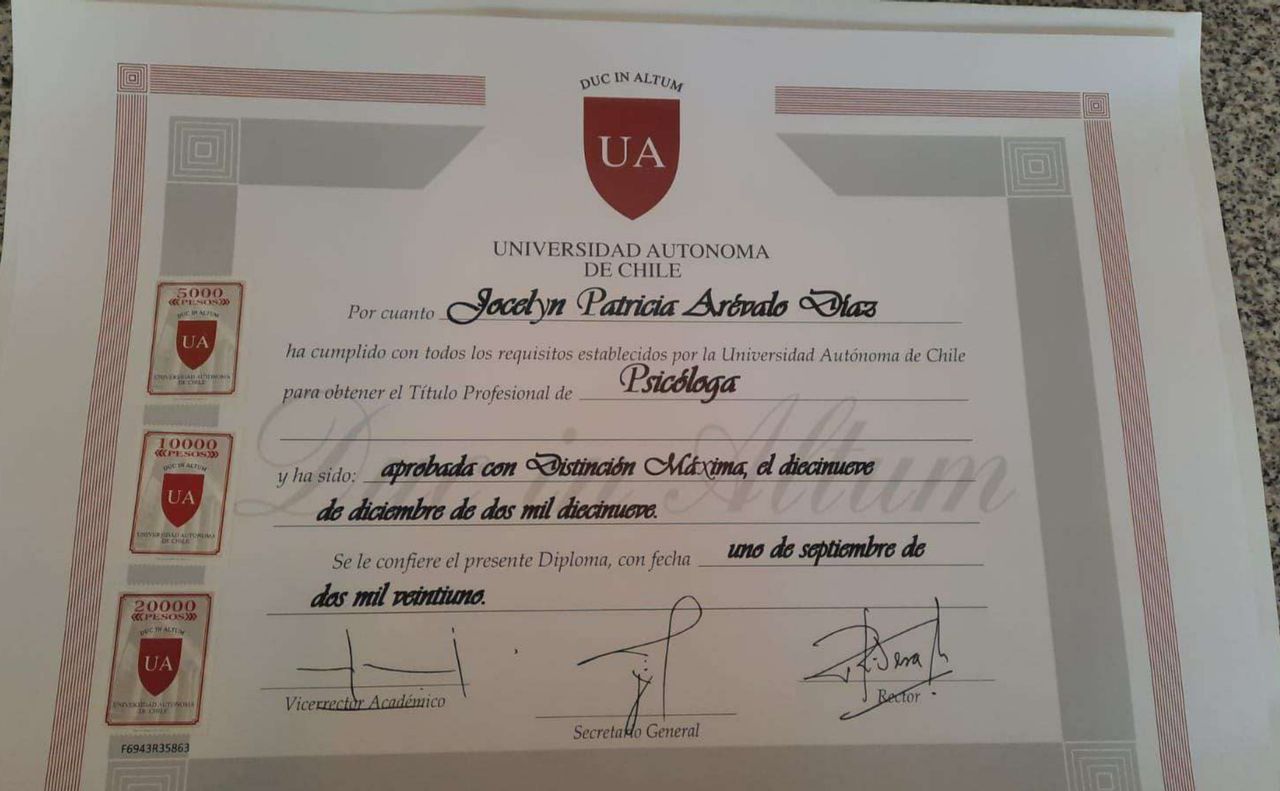 DUC IN ALTUM
UA
UNIVERSIDAD AUTONOMA
DE CHILE
Por cuanto Jocelyn Patricia Arévalo Díaz
ha cumplido con todos los requisitos establecidos por la Universidad Autónoma de Chile
para obtener el Título Profesional de Psicóloga
Duc in Altum
y ha sido: aprobada con Distinción Máxima, el diecinueve
de diciembre de dos mil diecinueve.
Se le confiere el presente Diploma, con fecha uno de septiembre de
dos mil veintiuno.
Vicerrector Académico
Secretario General
Rector
5000
PESOS
DUC IN ALTUM
UA
UNIVERSIDAD AUTONOMA
DE CHILE
10000
PESOS
DUC IN ALTUM
UA
UNIVERSIDAD AUTONOMA
DE CHILE
20000
PESOS
DUC IN ALTUM
UA
UNIVERSIDAD AUTONOMA
DE CHILE
F6943R35863